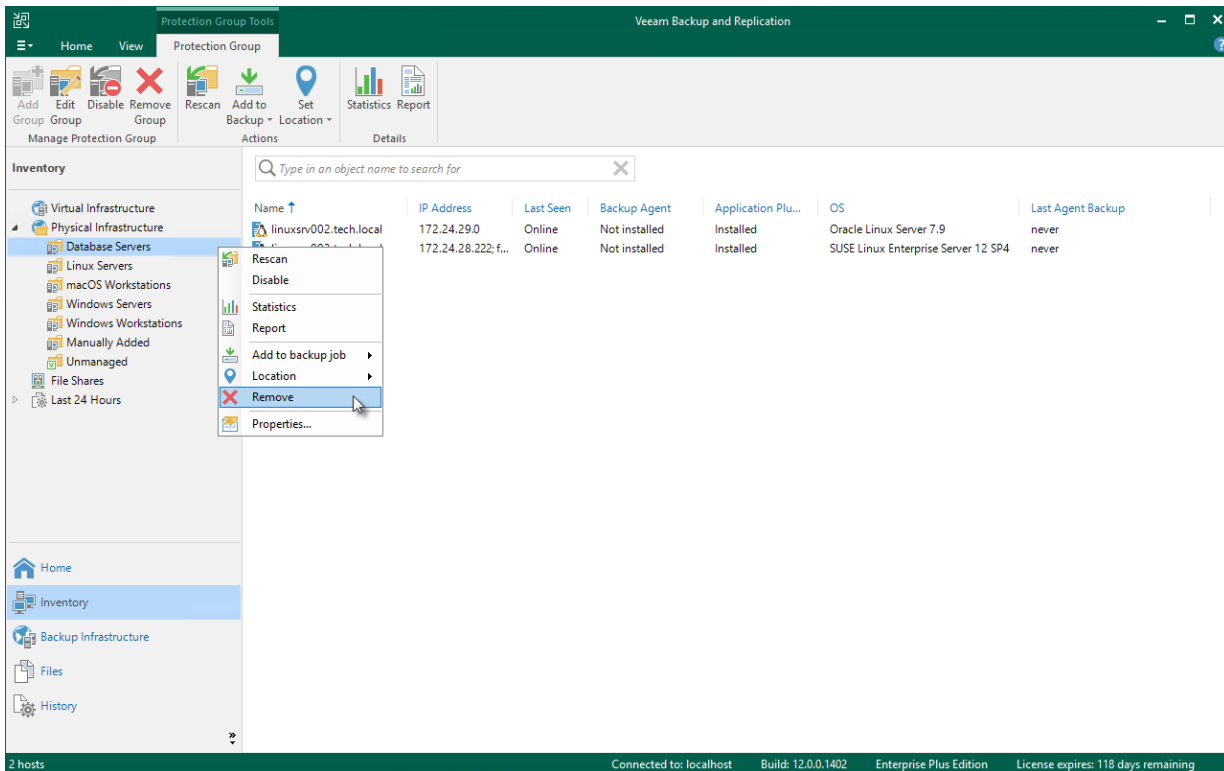 Protection Group Tools
Veeam Backup and Replication
Home View Protection Group
Add Group
Edit Group
Disable
Remove Group
Rescan
Add to Backup
Set Location
Statistics
Report
Manage Protection Group
Actions
Details
Inventory
Type in an object name to search for
Virtual Infrastructure
Physical Infrastructure
Database Servers
Linux Servers
macOS Workstations
Windows Servers
Windows Workstations
Manually Added
Unmanaged
File Shares
Last 24 Hours
Name IP Address Last Seen Backup Agent Application Plu... OS Last Agent Backup
linuxsrv002.tech.local 172.24.29.0 Online Not installed Installed Oracle Linux Server 7.9 never
172.24.28.222; f... Online Not installed Installed SUSE Linux Enterprise Server 12 SP4 never
Rescan
Disable
Statistics
Report
Add to backup job
Location
Remove
Properties...
Home
Inventory
Backup Infrastructure
Files
History
2 hosts Connected to: localhost Build: 12.0.0.1402 Enterprise Plus Edition License expires: 118 days remaining